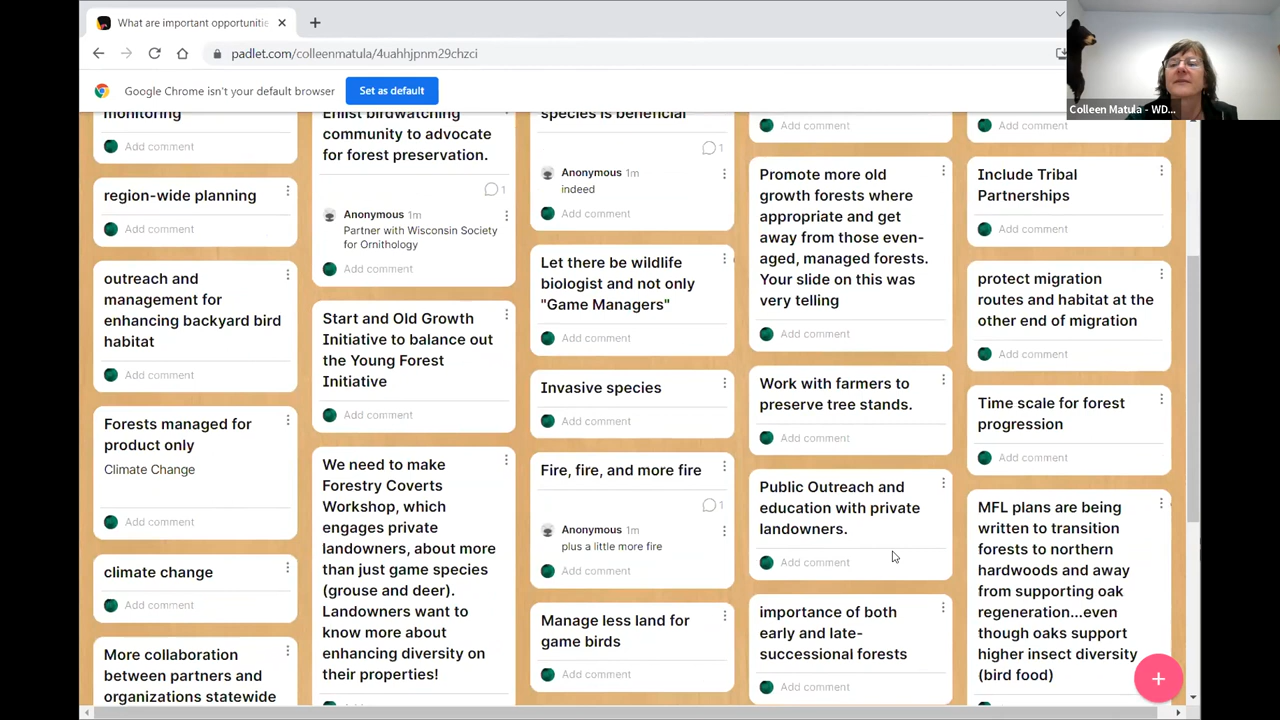 What are important opportunitie
padlet.com/colleenmatula/4uahhjpnm29chzci
Google Chrome isn't your default browser
Set as default
Colleen Matula - WD...
monitoring
Add comment
region-wide planning
Add comment
outreach and
management for
enhancing backyard bird
habitat
Add comment
Forests managed for
product only
Climate Change
Add comment
climate change
Add comment
More collaboration
between partners and
organizations statewide
Enlist birdwatching
community to advocate
for forest preservation.
1
Anonymous 1m
Partner with Wisconsin Society
for Ornithology
Add comment
Start and Old Growth
Initiative to balance out
the Young Forest
Initiative
Add comment
We need to make
Forestry Coverts
Workshop, which
engages private
landowners, about more
than just game species
(grouse and deer).
Landowners want to
know more about
enhancing diversity on
their properties!
species is beneficial
1
Anonymous 1m
indeed
Add comment
Let there be wildlife
biologist and not only
"Game Managers"
Add comment
Invasive species
Add comment
Fire, fire, and more fire
1
Anonymous 1m
plus a little more fire
Add comment
Manage less land for
game birds
Add comment
Add comment
Promote more old
growth forests where
appropriate and get
away from those even-
aged, managed forests.
Your slide on this was
very telling
Add comment
Work with farmers to
preserve tree stands.
Add comment
Public Outreach and
education with private
landowners.
Add comment
importance of both
early and late-
successional forests
Add comment
Add comment
Include Tribal
Partnerships
Add comment
protect migration
routes and habitat at the
other end of migration
Add comment
Time scale for forest
progression
Add comment
MFL plans are being
written to transition
forests to northern
hardwoods and away
from supporting oak
regeneration...even
though oaks support
higher insect diversity
(bird food)